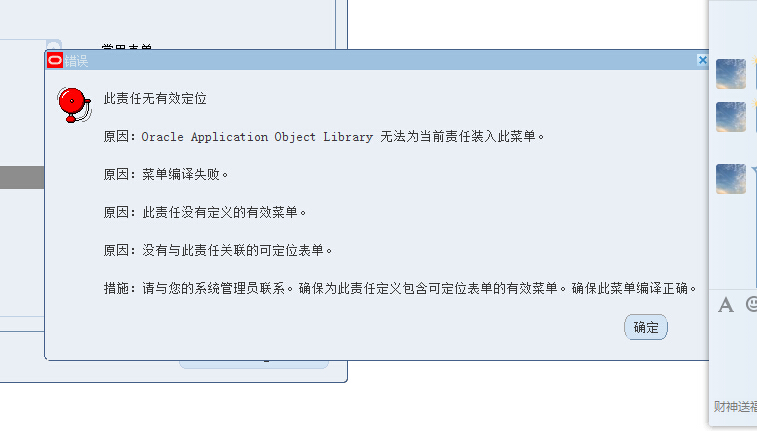 错误
此责任无有效定位
原因：Oracle Application Object Library 无法为当前责任装入此菜单。
原因：菜单编译失败。
原因：此责任没有定义的有效菜单。
原因：没有与此责任关联的可定位表单。
措施：请与您的系统管理员联系。确保为此责任定义包含可定位表单的有效菜单。确保此菜单编译正确。
确定
A
财神送福